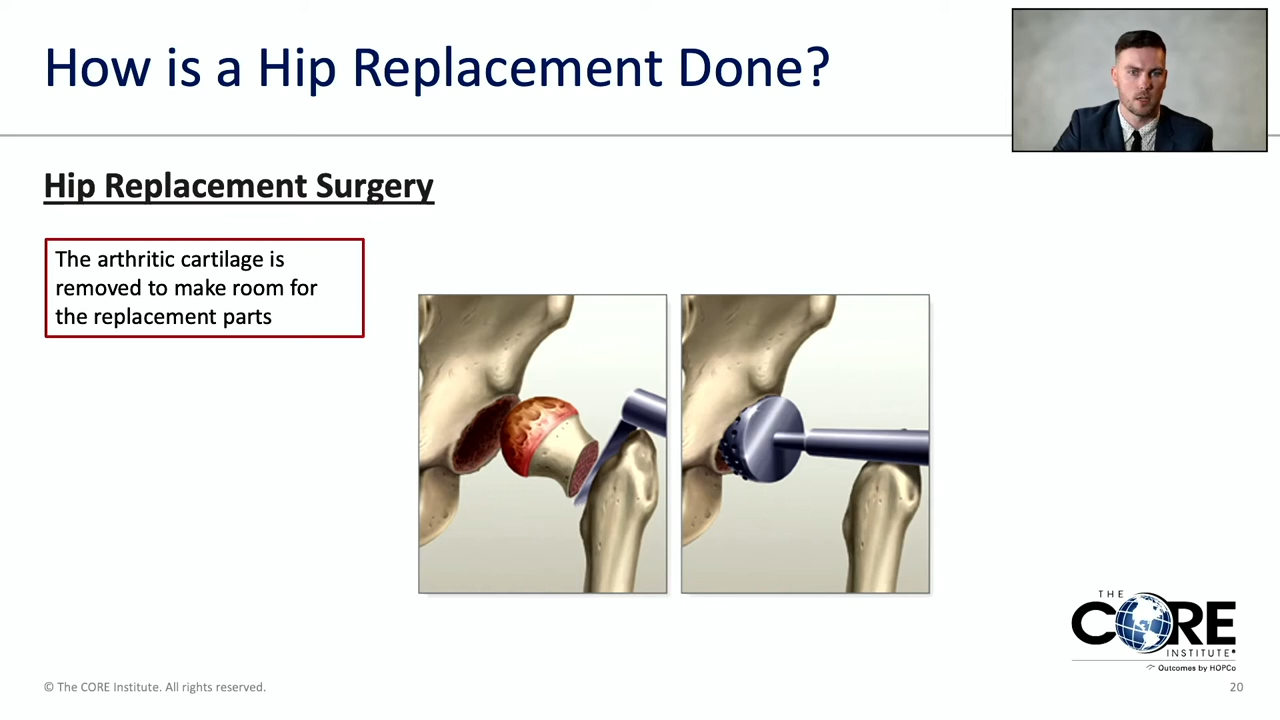 How is a Hip Replacement Done?
Hip Replacement Surgery
The arthritic cartilage is
removed to make room for
the replacement parts
THE
CORE
INSTITUTE
Outcomes by HOPCo
© The CORE Institute. All rights reserved.
20